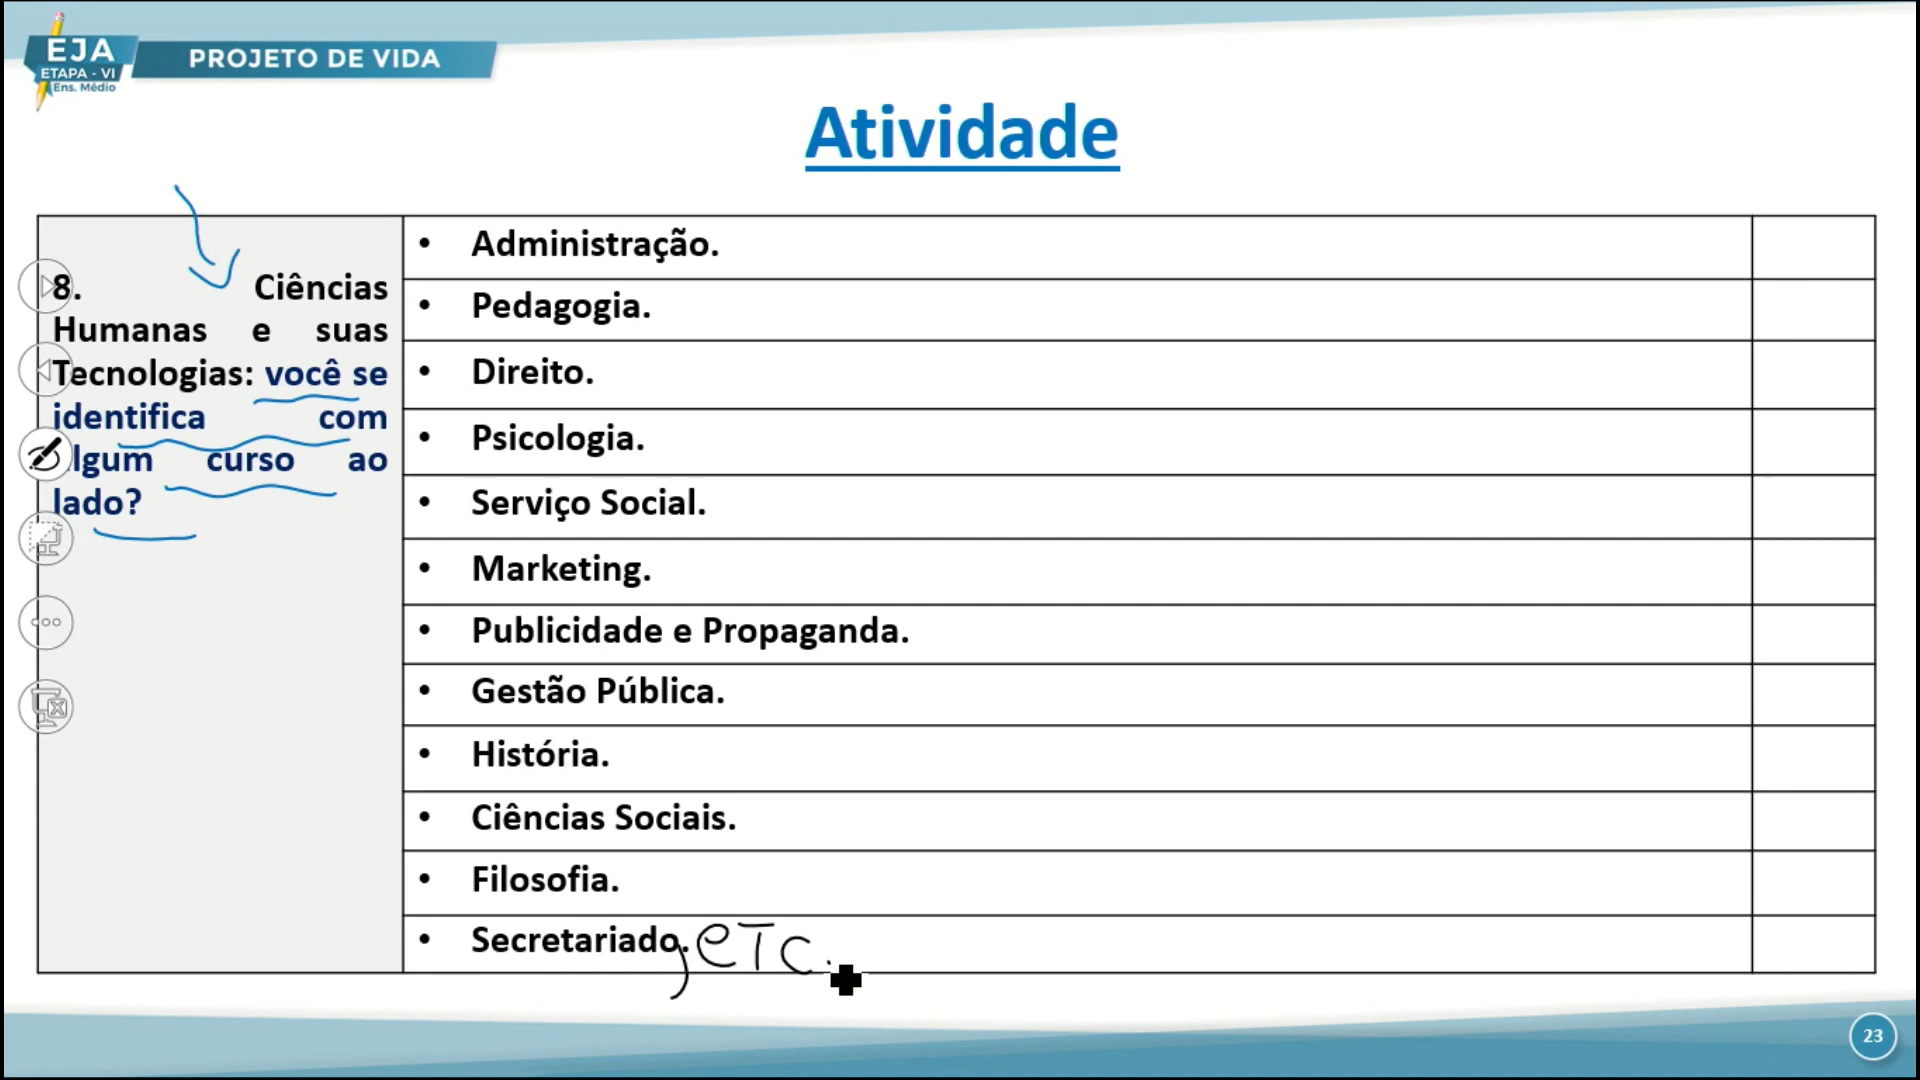 EJA
ETAPA - VI
Ens. Médio
PROJETO DE VIDA
Atividade
8. Ciências
Humanas e suas
Tecnologias: você se
identifica com
lgum curso ao
lado?
• Administração.
• Pedagogia.
• Direito.
• Psicologia.
• Serviço Social.
• Marketing.
• Publicidade e Propaganda.
• Gestão Pública.
• História.
• Ciências Sociais.
• Filosofia.
• Secretariado. , eTc.
23